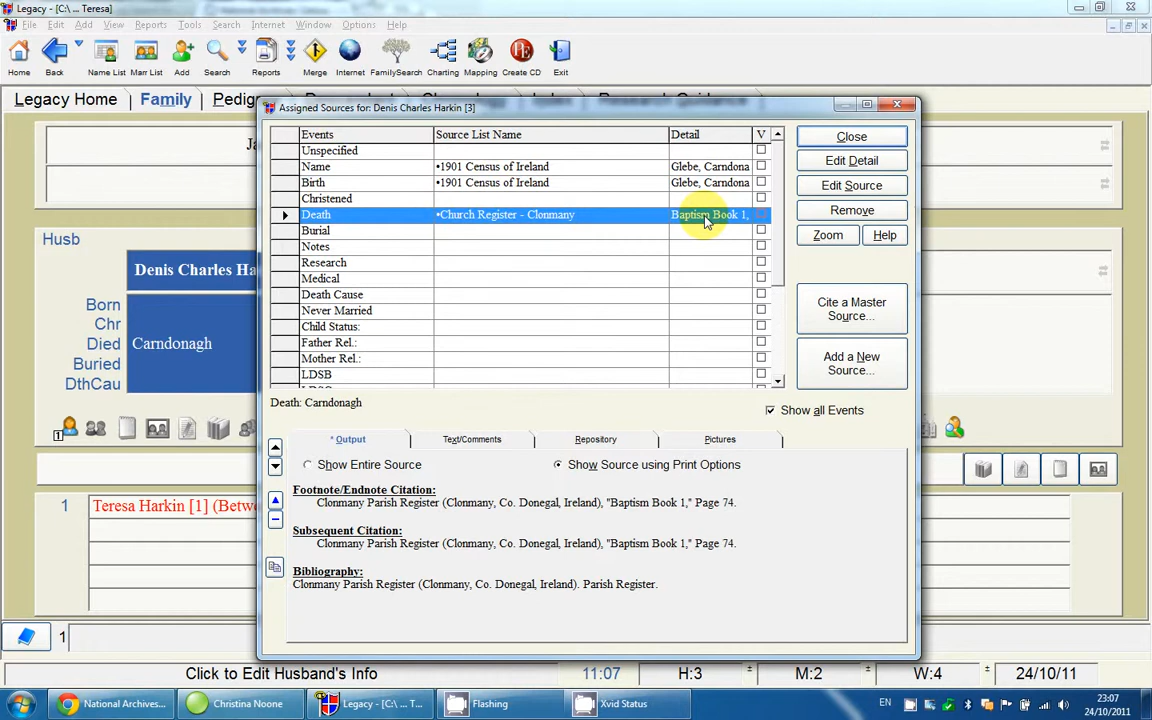 Legacy - [C:\ ... Teresa]
File Edit Add View Reports Tools Search Internet Window Options Help
Home Back Name List Marr List Add Search Reports Merge Internet FamilySearch Charting Mapping Create CD Exit
Legacy Home Family
Assigned Sources for: Denis Charles Harkin [3]
Events Source List Name Detail V
Unspecified
Name •1901 Census of Ireland Glebe, Carndona
Birth •1901 Census of Ireland Glebe, Carndona
Christened
Death •Church Register - Clonmany Baptism Book 1,
Burial
Notes
Research
Medical
Death Cause
Never Married
Child Status:
Father Rel.:
Mother Rel.:
LDSB
Close
Edit Detail
Edit Source
Remove
Zoom Help
Cite a Master
Source...
Add a New
Source...
Death: Carndonagh
Show all Events
* Output Text/Comments Repository Pictures
Show Entire Source Show Source using Print Options
Footnote/Endnote Citation:
Clonmany Parish Register (Clonmany, Co. Donegal, Ireland), "Baptism Book 1," Page 74.
Subsequent Citation:
Clonmany Parish Register (Clonmany, Co. Donegal, Ireland), "Baptism Book 1," Page 74.
Bibliography:
Clonmany Parish Register (Clonmany, Co. Donegal, Ireland). Parish Register.
Husb
Denis Charles Ha
Born
Chr
Died Carndonagh
Buried
DthCau
1
1 Teresa Harkin [1] (Betw
1
Click to Edit Husband's Info 11:07 H:3 M:2 W:4 24/10/11
National Archives... Christina Noone Legacy - [C:\ ... T... Flashing Xvid Status EN
23:07
24/10/2011